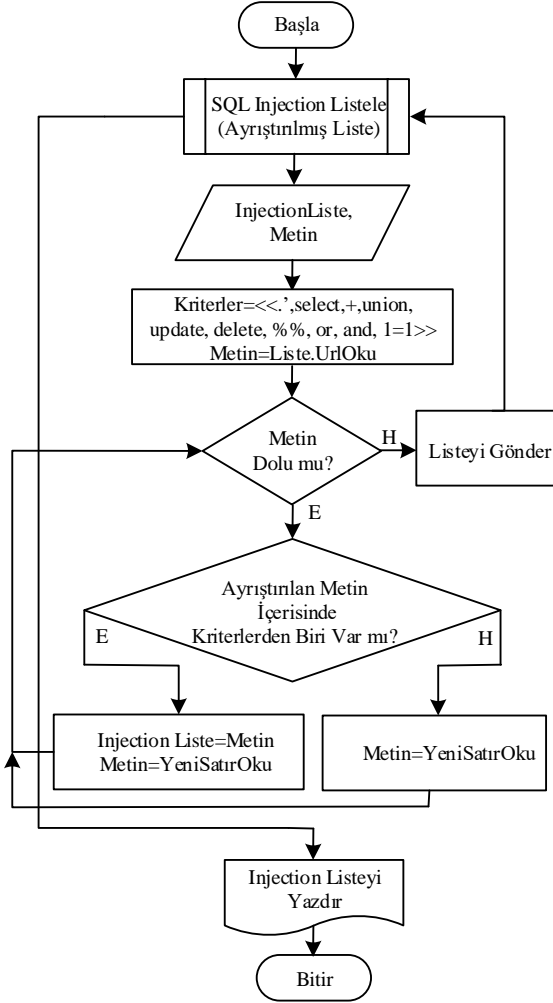 Başla
SQL Injection Listele
(Ayrıştırılmış Liste)
InjectionListe,
Metin
Kriterler=<<.’,select,+,union,
update, delete, %%, or, and, 1=1>>
Metin=Liste.UrlOku
Metin
Dolu mu?
H
Listeyi Gönder
E
Ayrıştırılan Metin
İçerisinde
Kriterlerden Biri Var mı?
E
H
Injection Liste=Metin
Metin=YeniSatırOku
Metin=YeniSatırOku
Injection Listeyi
Yazdır
Bitir